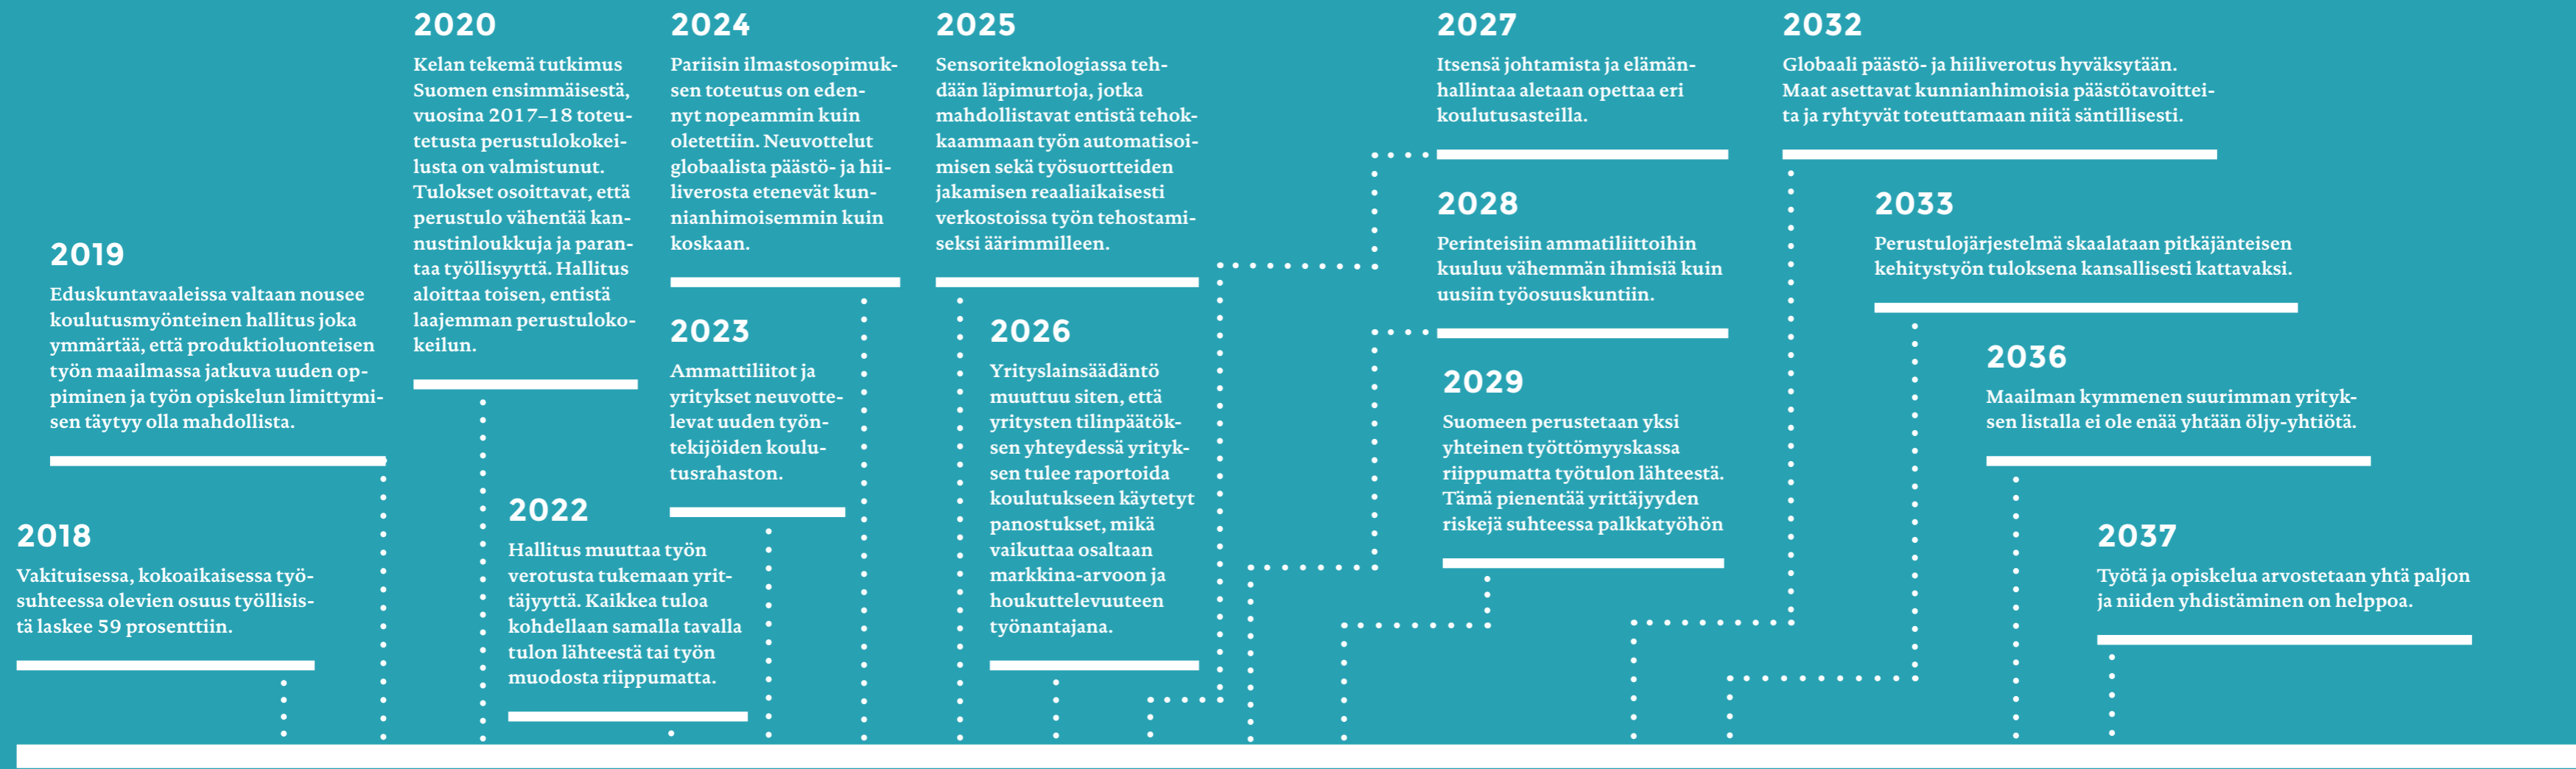 2018
Vakituisessa, kokoaikaisessa työ-
suhteessa olevien osuus työllisis-
tä laskee 59 prosenttiin.
2019
Eduskuntavaaleissa valtaan nousee
koulutusmyönteinen hallitus joka
ymmärtää, että produktioluonteisen
työn maailmassa jatkuva uuden op-
piminen ja työn opiskelun limittymi-
sen täytyy olla mahdollista.
2020
Kelan tekemä tutkimus
Suomen ensimmäisestä,
vuosina 2017–18 toteu-
tetusta perustulokokei-
lusta on valmistunut.
Tulokset osoittavat, että
perustulo vähentää kan-
nustinloukkuja ja paran-
taa työllisyyttä. Hallitus
aloittaa toisen, entistä
laajemman perustuloko-
keilun.
2022
Hallitus muuttaa työn
verotusta tukemaan yrit-
täjyyttä. Kaikkea tuloa
kohdellaan samalla tavalla
tulon lähteestä tai työn
muodosta riippumatta.
2023
Ammattiliitot ja
yritykset neuvotte-
levat uuden työn-
tekijöiden koulu-
tusrahaston.
2024
Pariisin ilmastosopimuk-
sen toteutus on eden-
nyt nopeammin kuin
oletettiin. Neuvottelut
globaalista päästö- ja hii-
liverosta etenevät kun-
nianhimoisemmin kuin
koskaan.
2025
Sensoriteknologiassa teh-
dään läpimurtoja, jotka
mahdollistavat entistä tehok-
kaammaan työn automatisoi-
misen sekä työsuortteiden
jakamisen reaaliaikaisesti
verkostoissa työn tehostami-
seksi äärimmilleen.
2026
Yrityslainsäädäntö
muuttuu siten, että
yritysten tilinpäätök-
sen yhteydessä yrityk-
sen tulee raportoida
koulutukseen käytetyt
panostukset, mikä
vaikuttaa osaltaan
markkina-arvoon ja
houkuttelevuuteen
työnantajana.
2027
Itsensä johtamista ja elämän-
hallintaa aletaan opettaa eri
koulutusasteilla.
2028
Perinteisiin ammatiliittoihin
kuuluu vähemmän ihmisiä kuin
uusiin työosuuskuntiin.
2029
Suomeen perustetaan yksi
yhteinen työttömyyskassa
riippumatta työtulon lähteestä.
Tämä pienentää yrittäjyyden
riskejä suhteessa palkkatyöhön
2032
Globaali päästö- ja hiiliverotus hyväksytään.
Maat asettavat kunnianhimoisia päästötavoittei-
ta ja ryhtyvät toteuttamaan niitä säntillisesti.
2033
Perustulojärjestelmä skaalataan pitkäjänteisen
kehitystyön tuloksena kansallisesti kattavaksi.
2036
Maailman kymmenen suurimman yrityk-
sen listalla ei ole enää yhtään öljy-yhtiötä.
2037
Työtä ja opiskelua arvostetaan yhtä paljon
ja niiden yhdistäminen on helppoa.